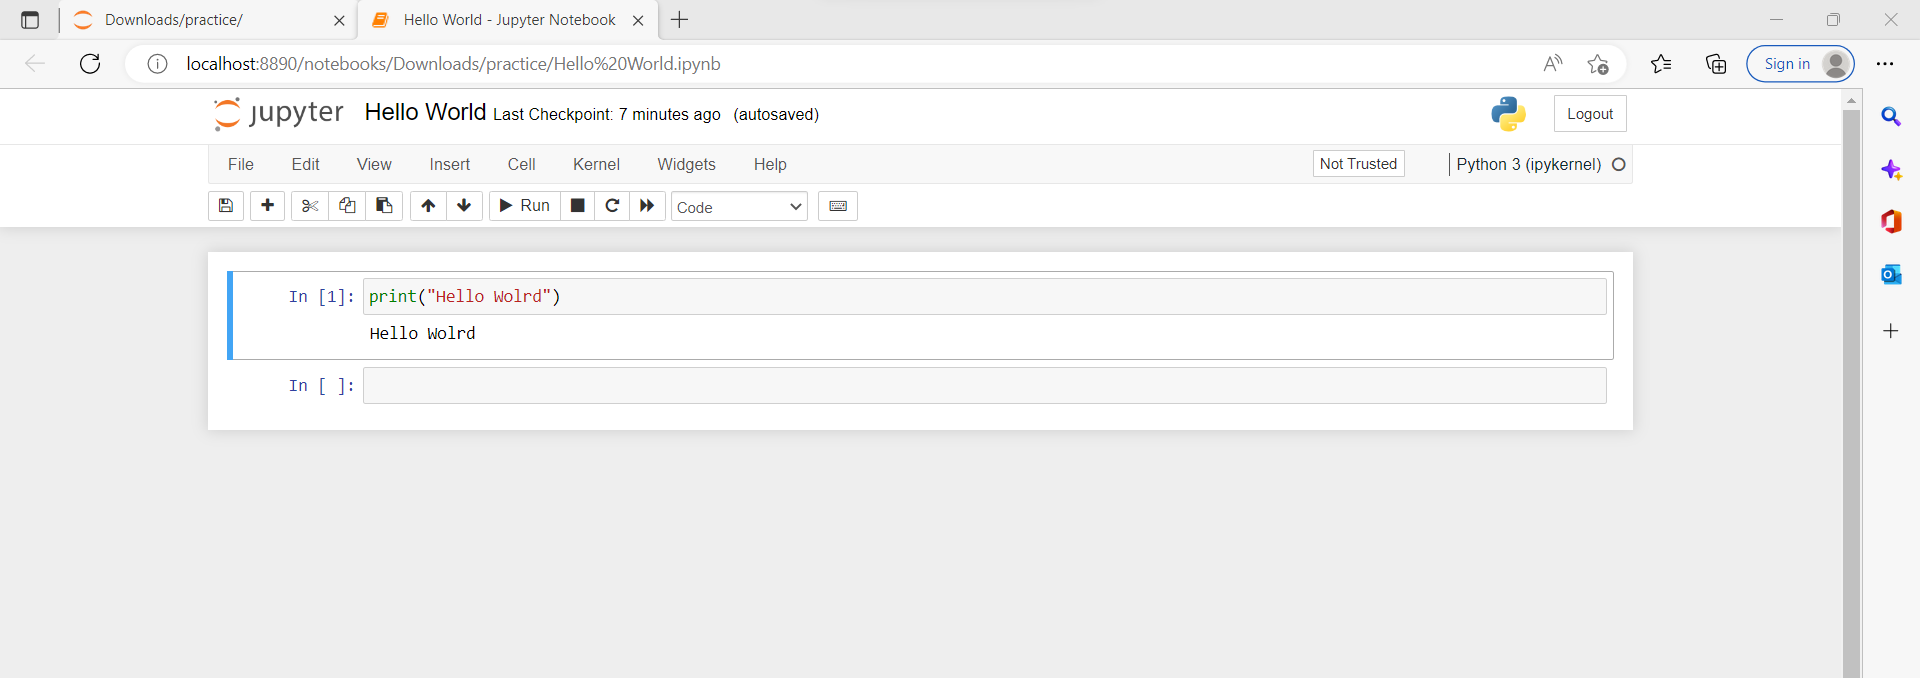 Downloads/practice/
Hello World - Jupyter Notebook
localhost:8890/notebooks/Downloads/practice/Hello%20World.ipynb
Sign in
jupyter Hello World Last Checkpoint: 7 minutes ago (autosaved)
Logout
File Edit View Insert Cell Kernel Widgets Help
Not Trusted
Python 3 (ipykernel)
Run
Code
In [1]: print("Hello Wolrd")
Hello Wolrd
In [ ]: